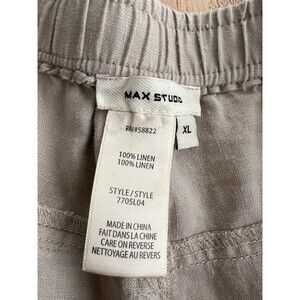 MAX STUDIO
XL
RN#58822
100% LINEN
100% LINEN
STYLE/STYLE
7705L04
MADE IN CHINA
FAIT DANS LA CHINE
CARE ON REVERSE
NETTOYAGE AU REVERS